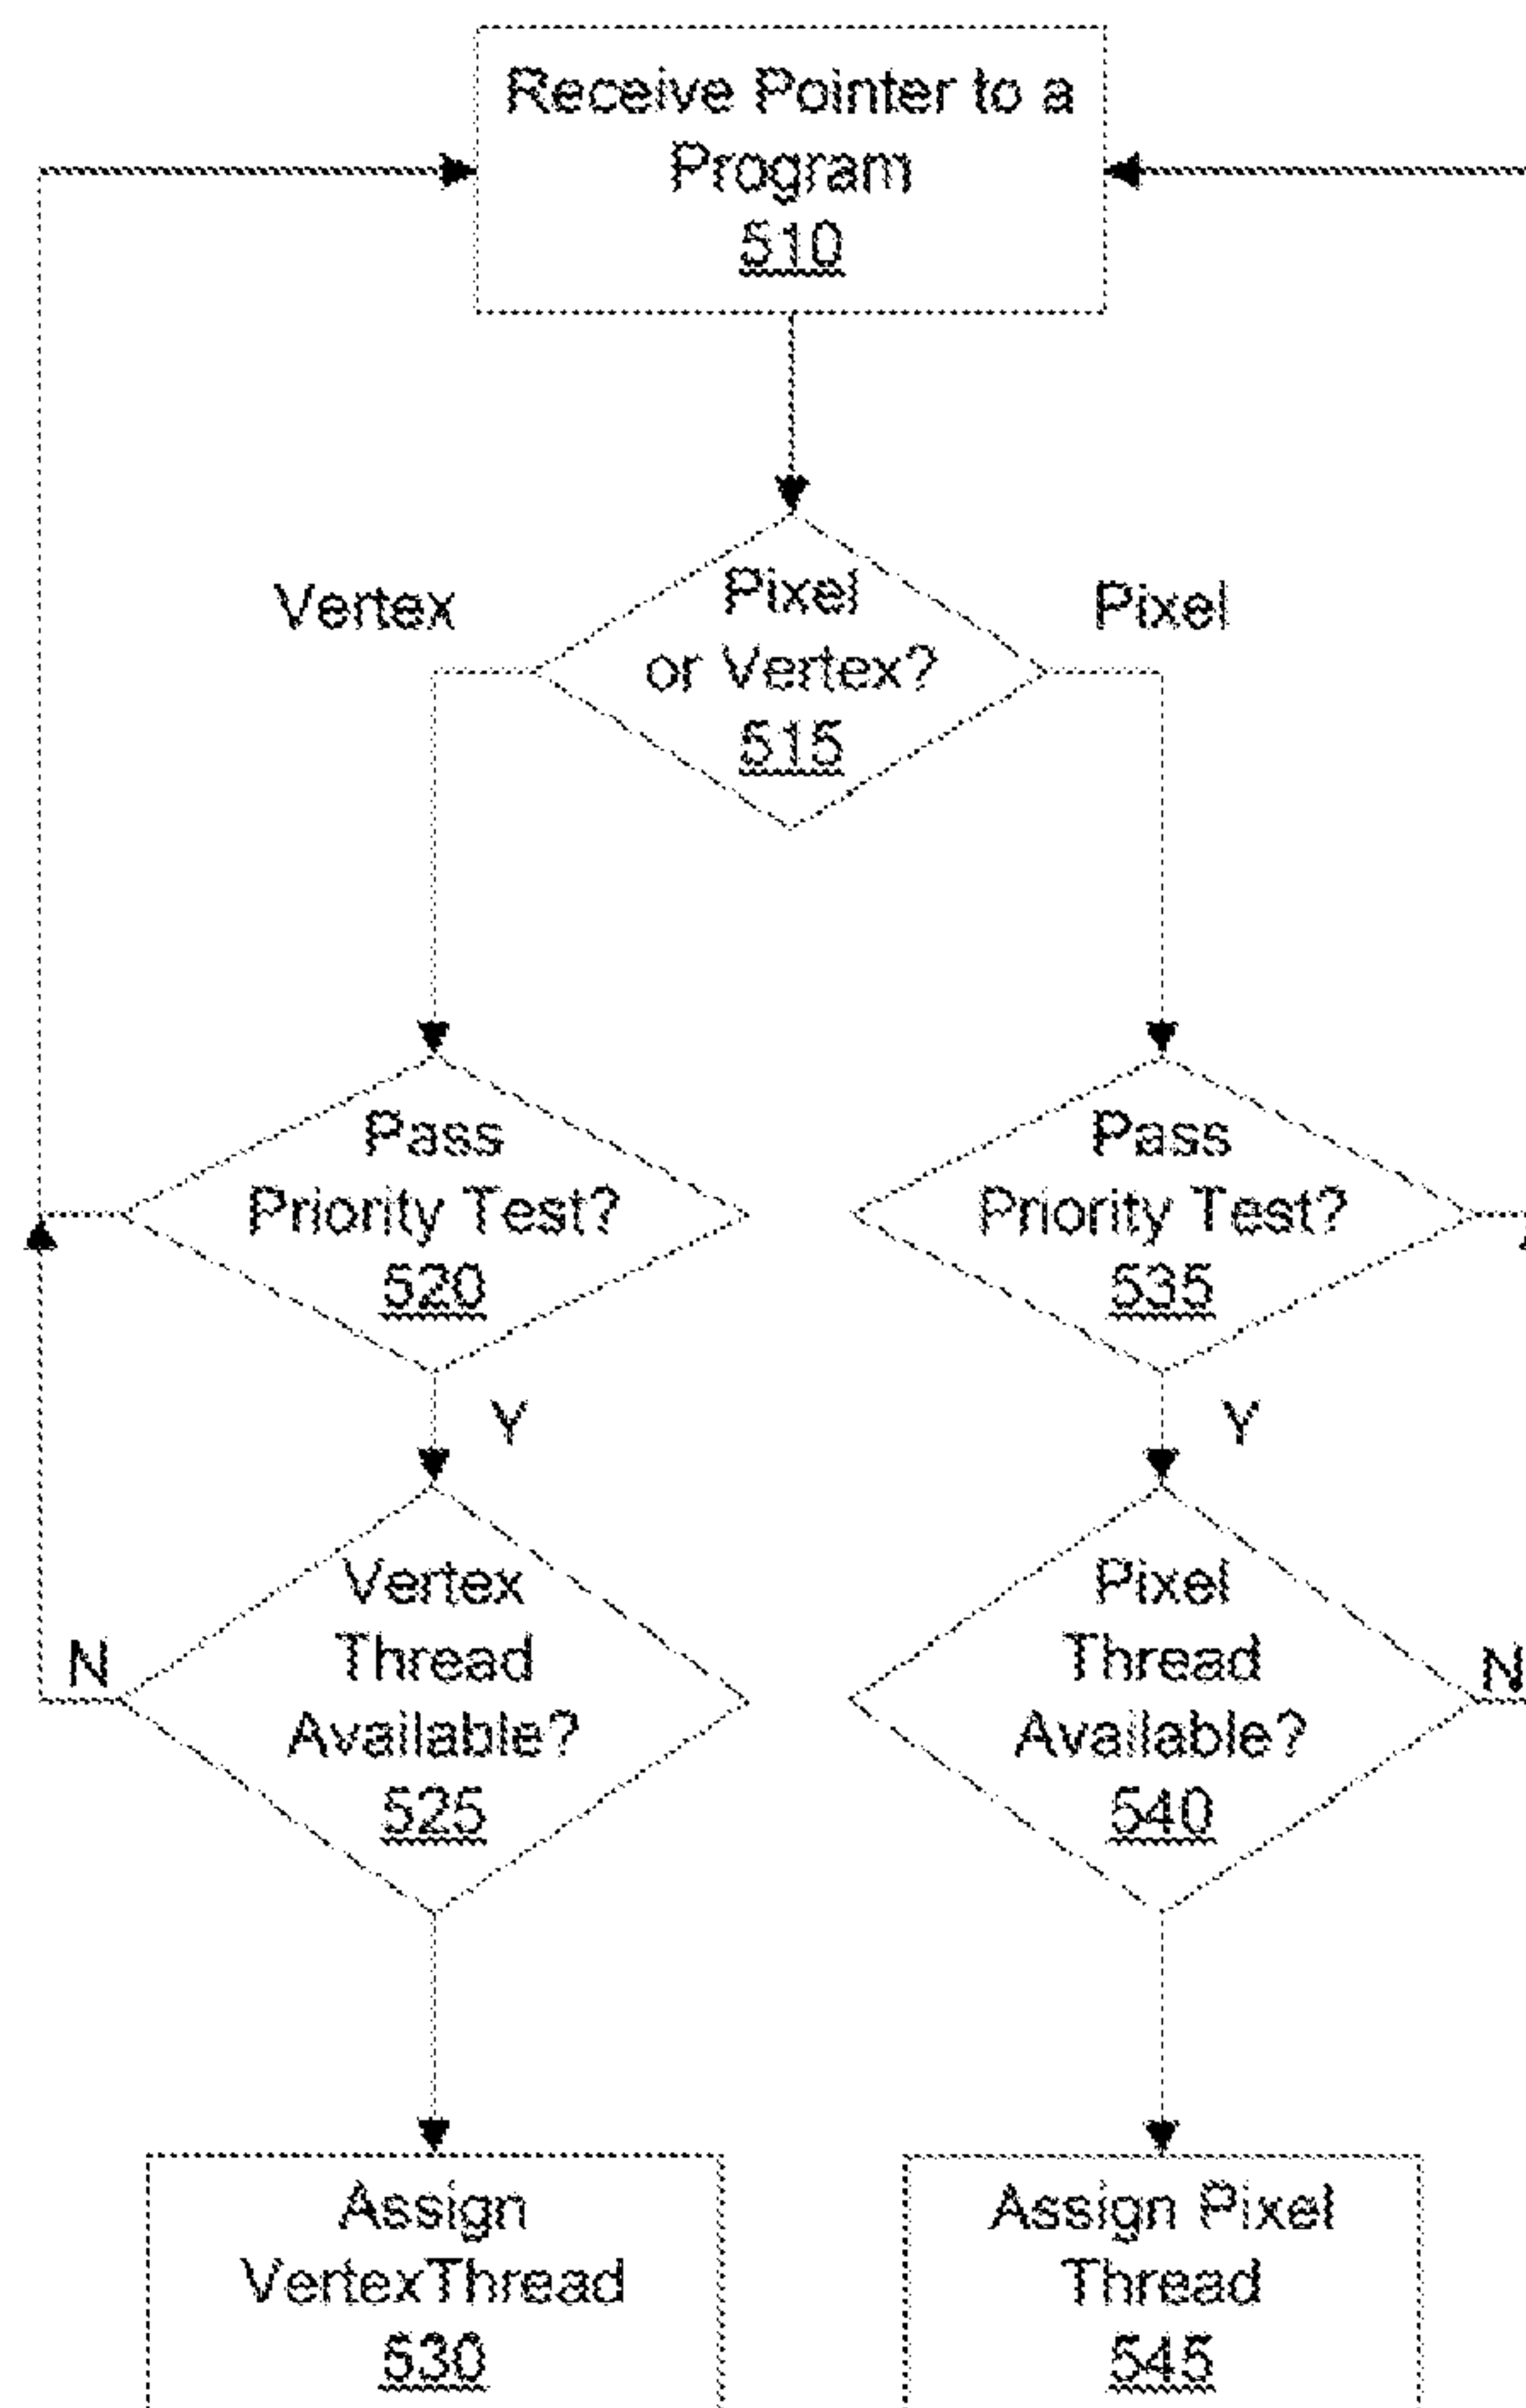 Receive Pointer to a
Program
510
Vertex
Pixel
or Vertex?
515
Pixel
Pass
Priority Test?
520
Pass
Priority Test?
535
Y
Y
Vertex
Thread
Available?
525
N
Pixel
Thread
Available?
540
N
Assign
VertexThread
530
Assign Pixel
Thread
545